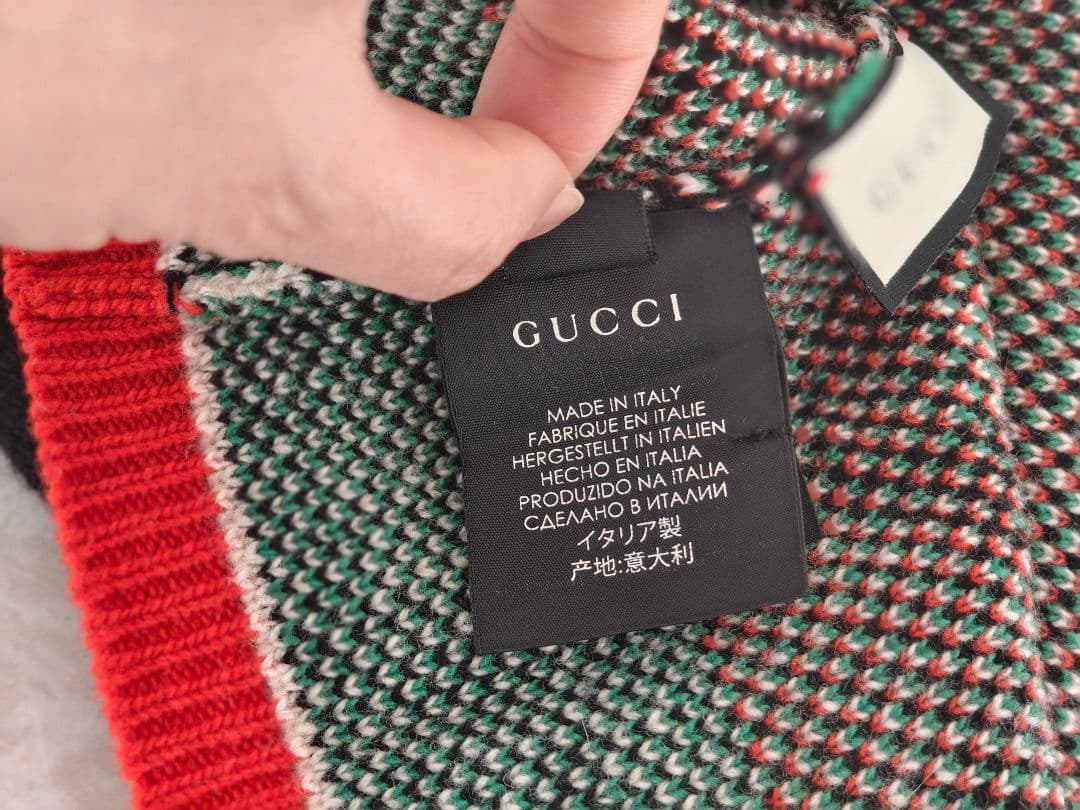 GUCCI
MADE IN ITALY
FABRIQUE EN ITALIE
HERGESTELLT IN ITALIEN
HECHO EN ITALIA
PRODUZIDO NA ITALIA
СДЕЛАНО В ИТАЛИИ
イタリア製
产地:意大利